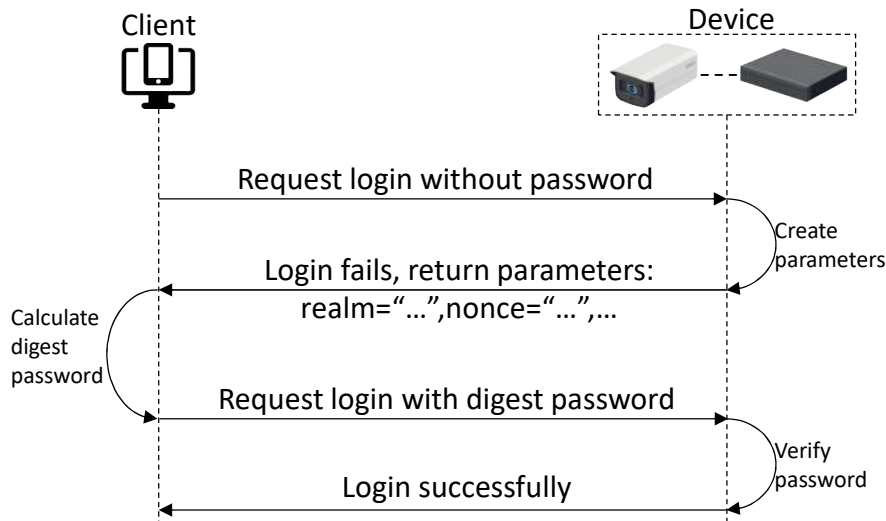 Client
Device
Request login without password
Create
parameters
Login fails, return parameters:
realm=“...”,nonce=“...”,...
Calculate
digest
password
Request login with digest password
Verify
password
Login successfully